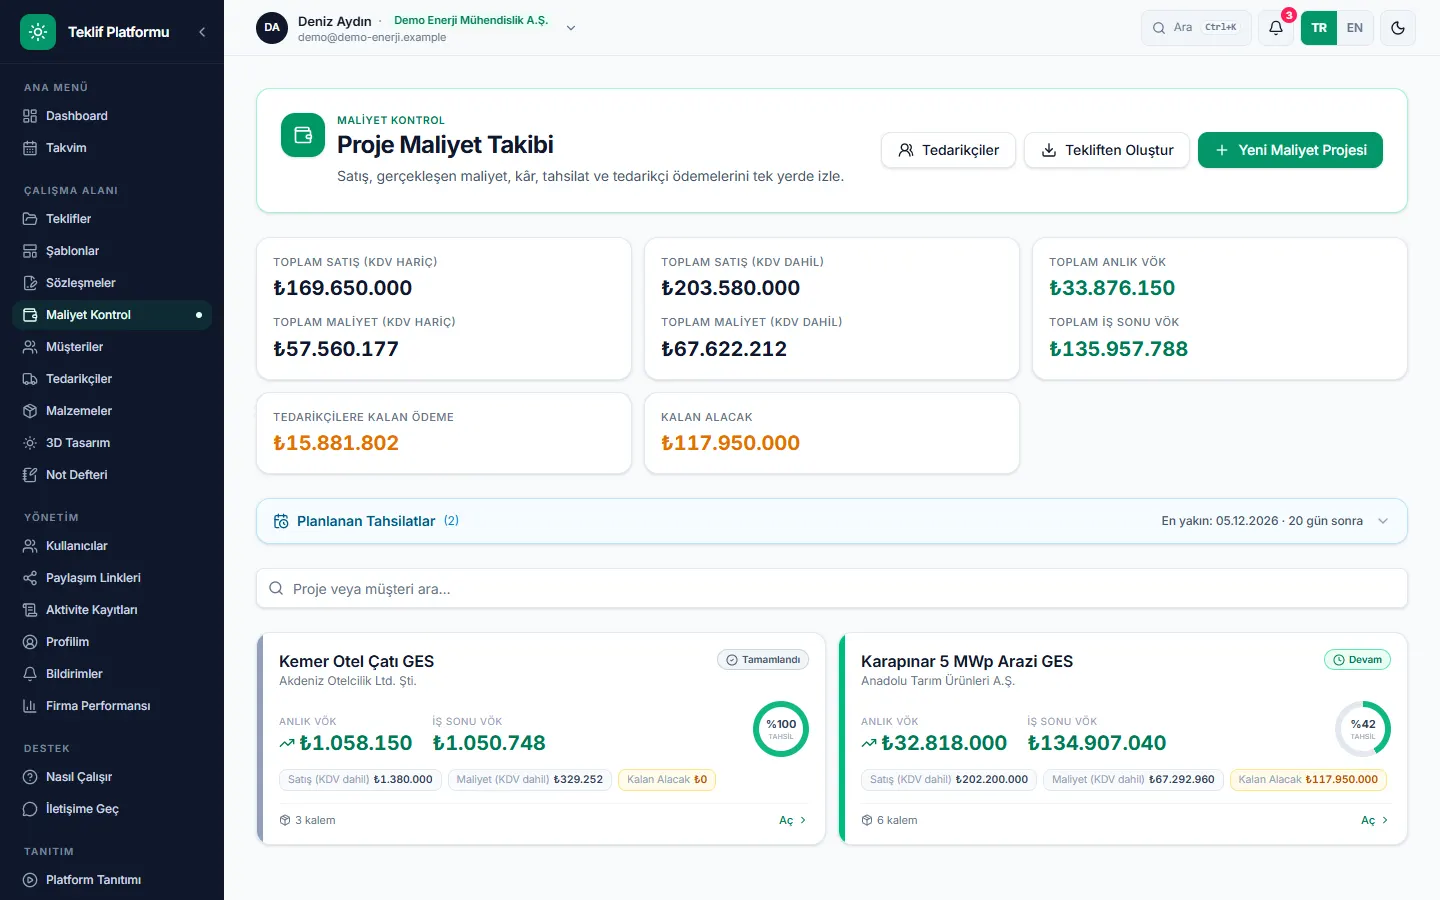 Teklif Platformu
ANA MENÜ
Dashboard
Takvim
ÇALIŞMA ALANI
Teklifler
Şablonlar
Sözleşmeler
Maliyet Kontrol
Müşteriler
Tedarikçiler
Malzemeler
3D Tasarım
Not Defteri
YÖNETİM
Kullanıcılar
Paylaşım Linkleri
Aktivite Kayıtları
Profilim
Bildirimler
Firma Performansı
DESTEK
Nasıl Çalışır
İletişime Geç
TANITIM
Platform Tanıtımı
DA
Deniz Aydın · Demo Enerji Mühendislik A.Ş.
demo@demo-enerji.example
Ara Ctrl+K
3
TR EN
MALİYET KONTROL
Proje Maliyet Takibi
Satış, gerçekleşen maliyet, kâr, tahsilat ve tedarikçi ödemelerini tek yerde izle.
Tedarikçiler
Tekliften Oluştur
Yeni Maliyet Projesi
TOPLAM SATIŞ (KDV HARİÇ)
₺169.650.000
TOPLAM MALİYET (KDV HARİÇ)
₺57.560.177
TOPLAM SATIŞ (KDV DAHİL)
₺203.580.000
TOPLAM MALİYET (KDV DAHİL)
₺67.622.212
TOPLAM ANLIK VÖK
₺33.876.150
TOPLAM İŞ SONU VÖK
₺135.957.788
TEDARİKÇİLERE KALAN ÖDEME
₺15.881.802
KALAN ALACAK
₺117.950.000
Planlanan Tahsilatlar (2)
En yakın: 05.12.2026 · 20 gün sonra
Proje veya müşteri ara...
Kemer Otel Çatı GES
Tamamlandı
Akdeniz Otelcilik Ltd. Şti.
ANLIK VÖK
₺1.058.150
İŞ SONU VÖK
₺1.050.748
%100
TAHSİL
Satış (KDV dahil) ₺1.380.000
Maliyet (KDV dahil) ₺329.252
Kalan Alacak ₺0
3 kalem
Aç
Karapınar 5 MWp Arazi GES
Devam
Anadolu Tarım Ürünleri A.Ş.
ANLIK VÖK
₺32.818.000
İŞ SONU VÖK
₺134.907.040
%42
TAHSİL
Satış (KDV dahil) ₺202.200.000
Maliyet (KDV dahil) ₺67.292.960
Kalan Alacak ₺117.950.000
6 kalem
Aç